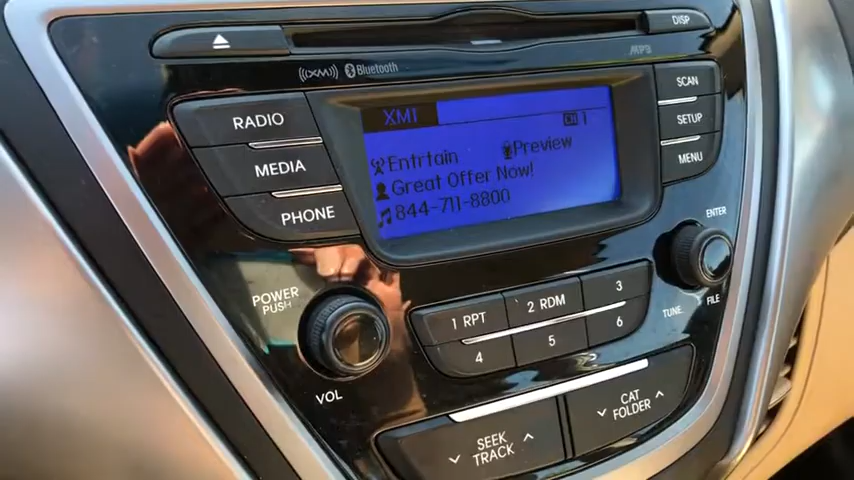 DISP
MP3
((XM)) Bluetooth
RADIO
MEDIA
PHONE
XM1
CH 1
Entrtain Preview
Great Offer Now!
844-711-8800
SCAN
SETUP
MENU
ENTER
TUNE
FILE
POWER
PUSH
VOL
1 RPT
2 RDM
3
4
5
6
SEEK
TRACK
CAT
FOLDER